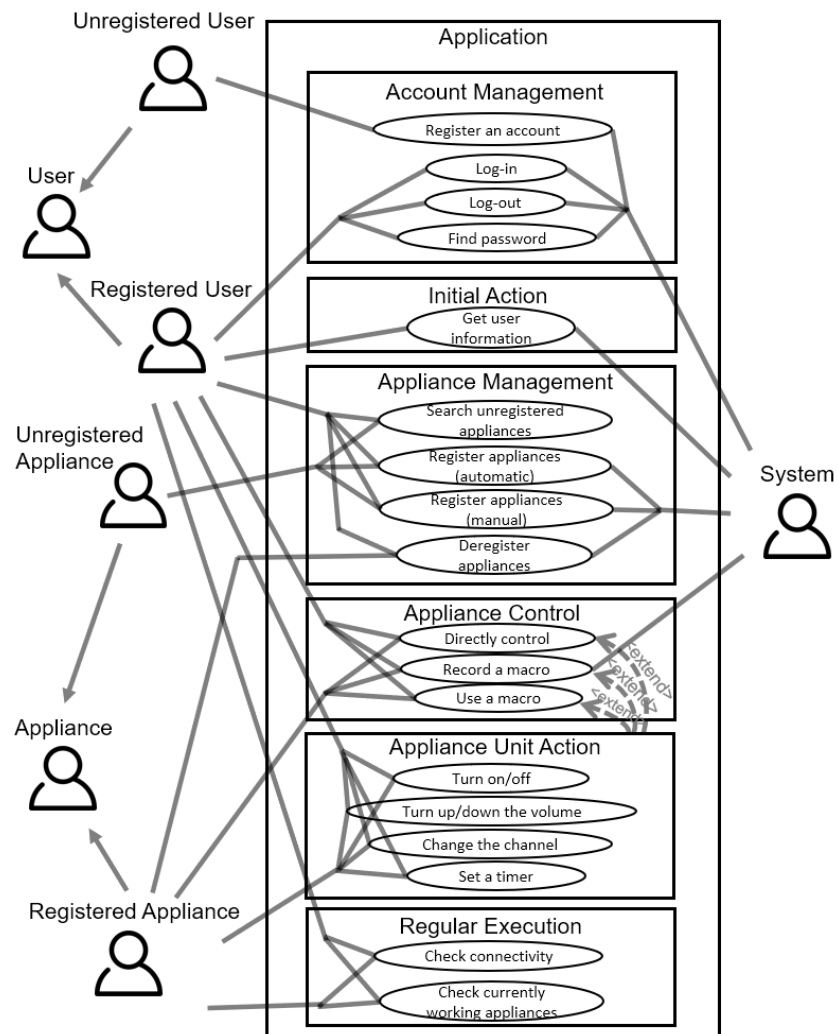 Unregistered User
Application
Account Management
Register an account
Log-in
Log-out
Find password
User
Registered User
Initial Action
Get user
information
Appliance Management
Search unregistered
appliances
Register appliances
(automatic)
Register appliances
(manual)
Deregister
appliances
Unregistered
Appliance
System
Appliance Control
Directly control
Record a macro
Use a macro
<extend>
<extend>
<extend>
Appliance
Appliance Unit Action
Turn on/off
Turn up/down the volume
Change the channel
Set a timer
Registered Appliance
Regular Execution
Check connectivity
Check currently
working appliances